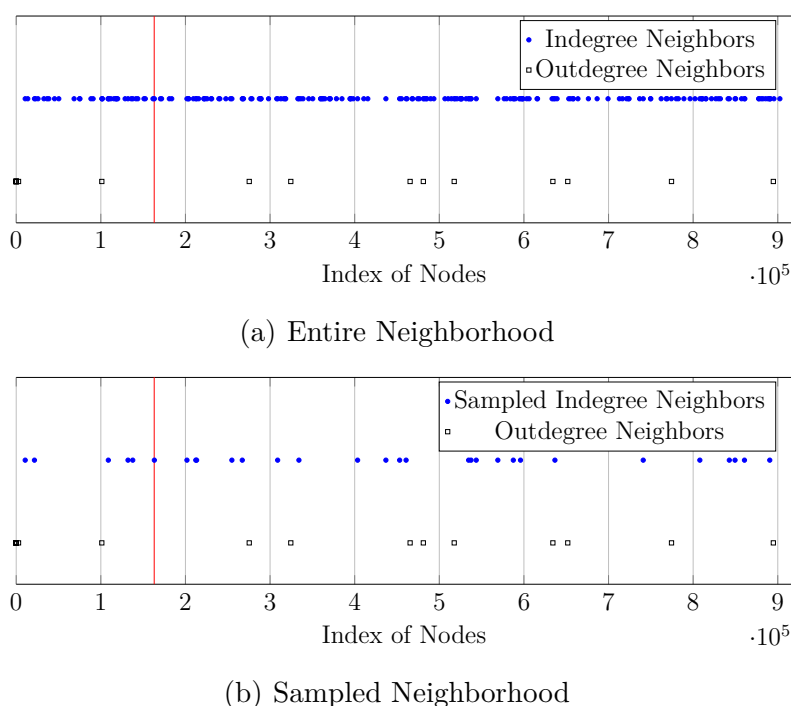 Indegree Neighbors
Outdegree Neighbors
0 1 2 3 4 5 6 7 8 9
Index of Nodes
·10^5
(a) Entire Neighborhood
Sampled Indegree Neighbors
Outdegree Neighbors
0 1 2 3 4 5 6 7 8 9
Index of Nodes
·10^5
(b) Sampled Neighborhood